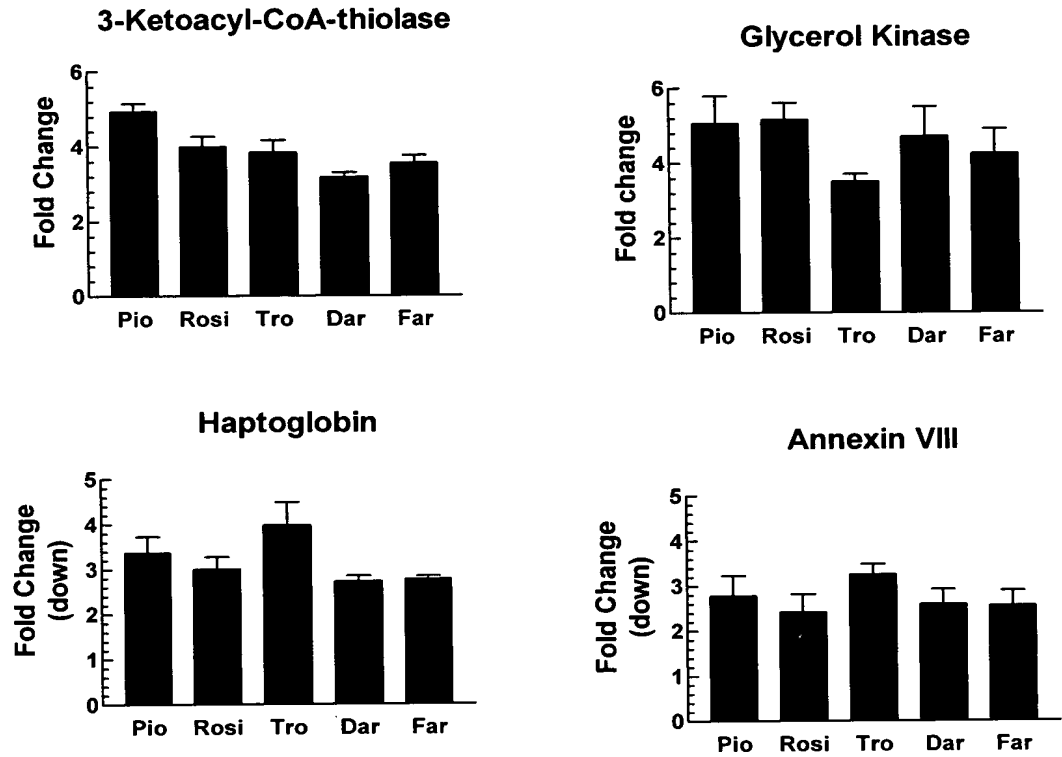 3-Ketoacyl-CoA-thiolase
Fold Change
6
4
2
0
Pio Rosi Tro Dar Far
Glycerol Kinase
Fold change
6
4
2
0
Pio Rosi Tro Dar Far
Haptoglobin
Fold Change
(down)
5
4
3
2
1
0
Pio Rosi Tro Dar Far
Annexin VIII
Fold Change
(down)
5
4
3
2
1
0
Pio Rosi Tro Dar Far